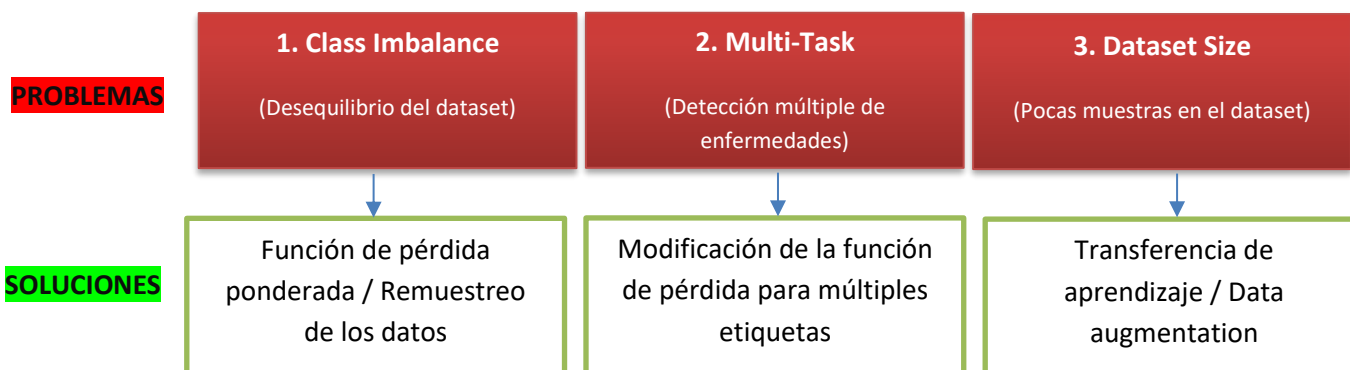 PROBLEMAS
1. Class Imbalance
(Desequilibrio del dataset)
2. Multi-Task
(Detección múltiple de
enfermedades)
3. Dataset Size
(Pocas muestras en el dataset)
SOLUCIONES
Función de pérdida
ponderada / Remuestreo
de los datos
Modificación de la función
de pérdida para múltiples
etiquetas
Transferencia de
aprendizaje / Data
augmentation